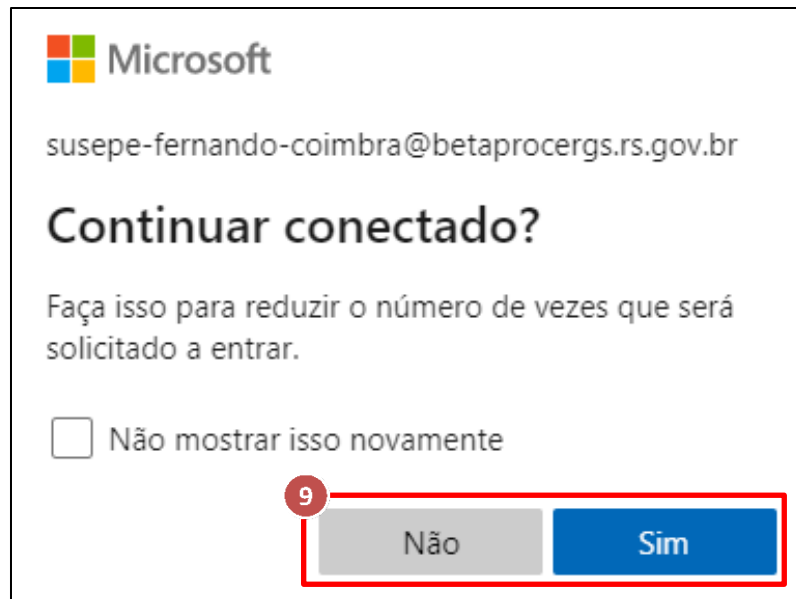 Microsoft
susepe-fernando-coimbra@betaprocergs.rs.gov.br
Continuar conectado?
Faça isso para reduzir o número de vezes que será
solicitado a entrar.
Não mostrar isso novamente
9
Não Sim